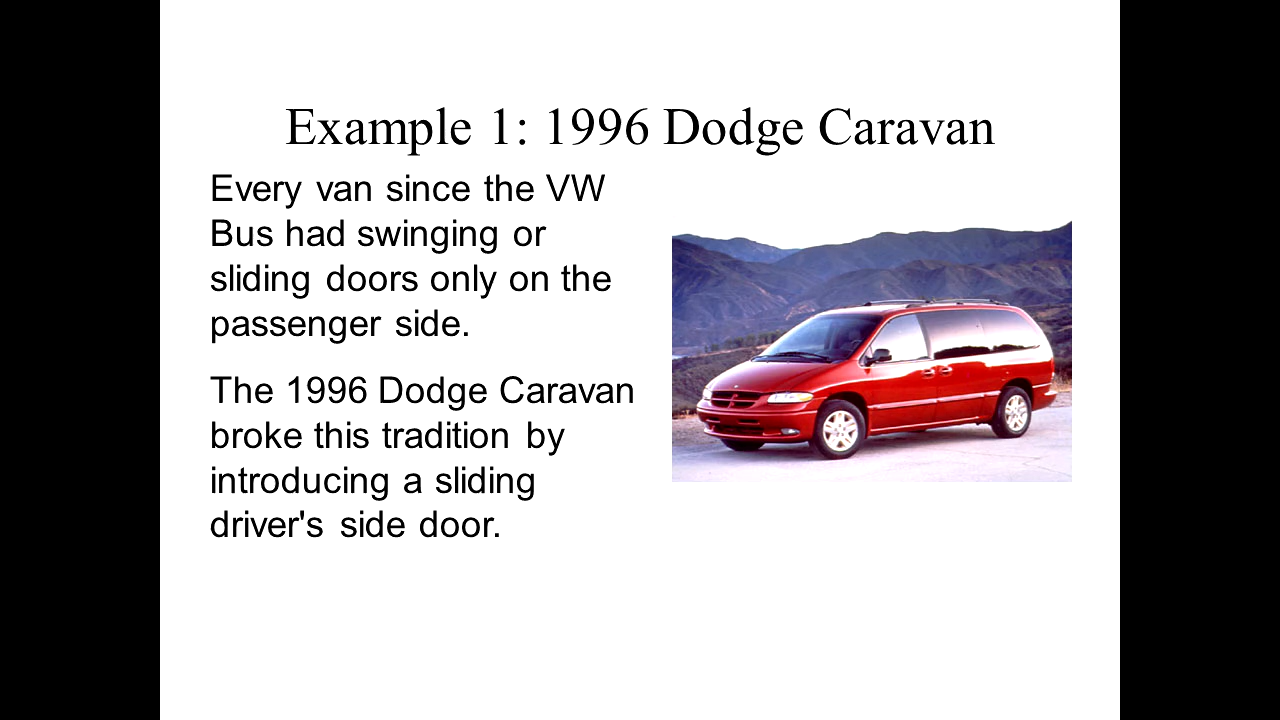 Example 1: 1996 Dodge Caravan
Every van since the VW
Bus had swinging or
sliding doors only on the
passenger side.
The 1996 Dodge Caravan
broke this tradition by
introducing a sliding
driver's side door.